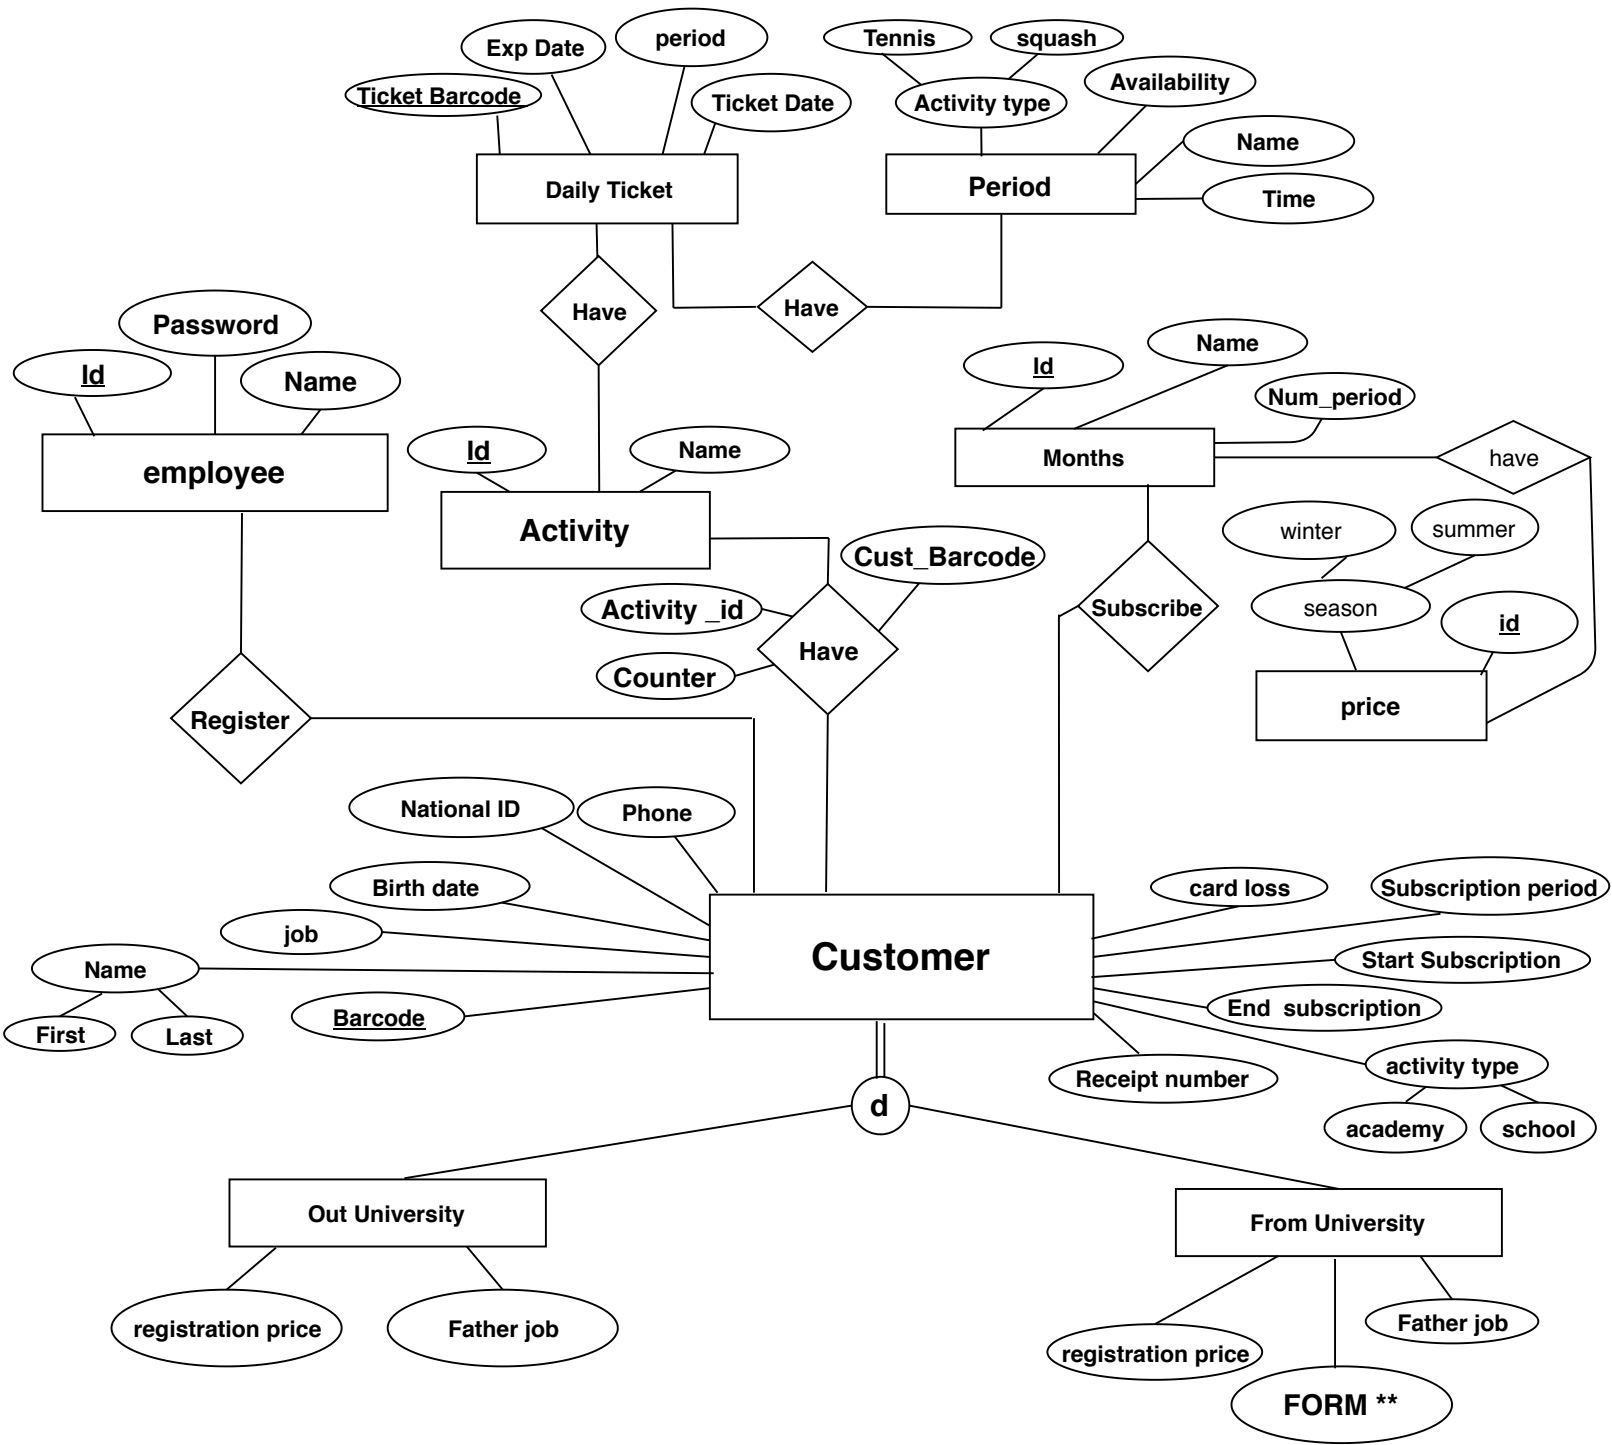 Tennis
squash
Exp Date
period
Ticket Barcode
Ticket Date
Activity type
Availability
Name
Time
Daily Ticket
Period
Have
Have
Password
Id
Name
employee
Id
Name
Num_period
Months
have
Id
Name
Activity
winter
summer
season
id
price
Cust_Barcode
Activity _id
Counter
Have
Subscribe
Register
National ID
Phone
Birth date
job
Name
First
Last
Barcode
Customer
card loss
Subscription period
Start Subscription
End  subscription
activity type
academy
school
Receipt number
d
Out University
From University
registration price
Father job
registration price
Father job
FORM **